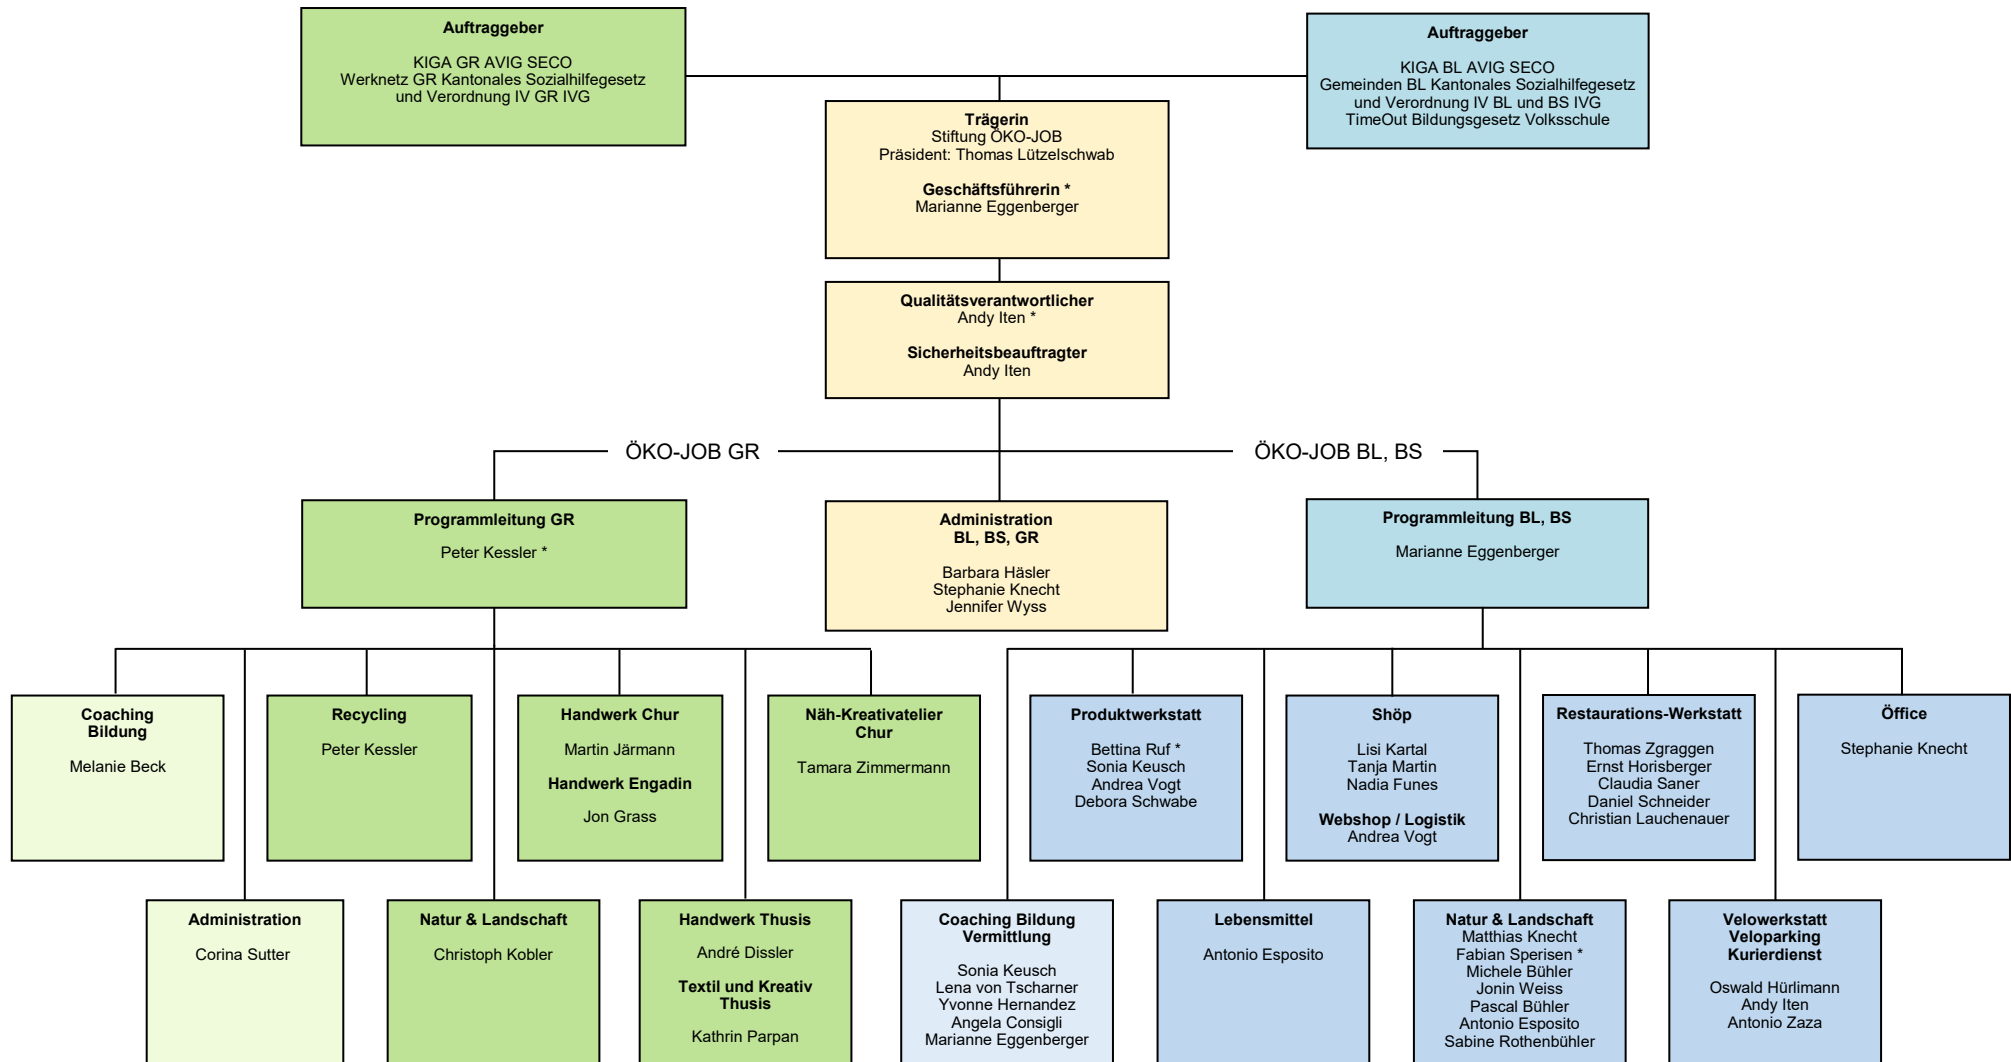 Auftraggeber
KIGA GR AVIG SECO
Werknetz GR Kantonales Sozialhilfegesetz
und Verordnung IV GR IVG
Auftraggeber
KIGA BL AVIG SECO
Gemeinden BL Kantonales Sozialhilfegesetz
und Verordnung IV BL und BS IVG
TimeOut Bildungsgesetz Volksschule
Trägerin
Stiftung ÖKO-JOB
Präsident: Thomas Lützelschwab
Geschäftsführerin *
Marianne Eggenberger
Qualitätsverantwortlicher
Andy Iten *
Sicherheitsbeauftragter
Andy Iten
ÖKO-JOB GR
ÖKO-JOB BL, BS
Programmleitung GR
Peter Kessler *
Administration
BL, BS, GR
Barbara Häsler
Stephanie Knecht
Jennifer Wyss
Programmleitung BL, BS
Marianne Eggenberger
Coaching
Bildung
Melanie Beck
Recycling
Peter Kessler
Handwerk Chur
Martin Järmann
Handwerk Engadin
Jon Grass
Näh-Kreativatelier
Chur
Tamara Zimmermann
Produktwerkstatt
Bettina Ruf *
Sonia Keusch
Andrea Vogt
Debora Schwabe
Shöp
Lisi Kartal
Tanja Martin
Nadia Funes
Webshop / Logistik
Andrea Vogt
Restaurations-Werkstatt
Thomas Zgraggen
Ernst Horisberger
Claudia Saner
Daniel Schneider
Christian Lauchenauer
Öffice
Stephanie Knecht
Administration
Corina Sutter
Natur & Landschaft
Christoph Kobler
Handwerk Thusis
André Dissler
Textil und Kreativ
Thusis
Kathrin Parpan
Coaching Bildung
Vermittlung
Sonia Keusch
Lena von Tscharner
Yvonne Hernandez
Angela Consigli
Marianne Eggenberger
Lebensmittel
Antonio Esposito
Natur & Landschaft
Matthias Knecht
Fabian Sperisen *
Michele Bühler
Jonin Weiss
Pascal Bühler
Antonio Esposito
Sabine Rothenbühler
Velowerkstatt
Veloparking
Kurierdienst
Oswald Hürlimann
Andy Iten
Antonio Zaza